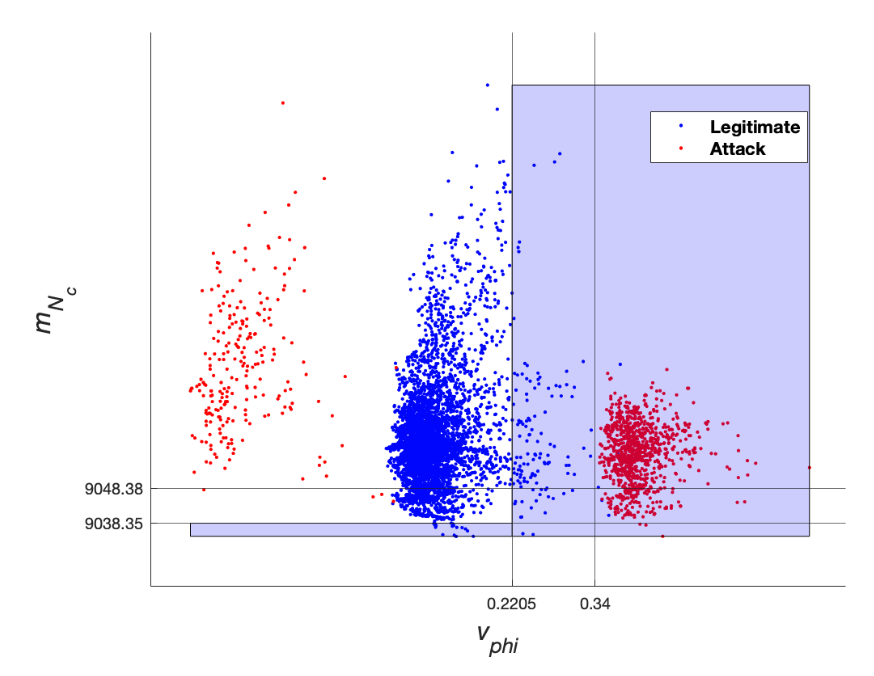 Legitimate
Attack
m_{N_c}
9048.38
9038.35
0.2205
0.34
v_{phi}